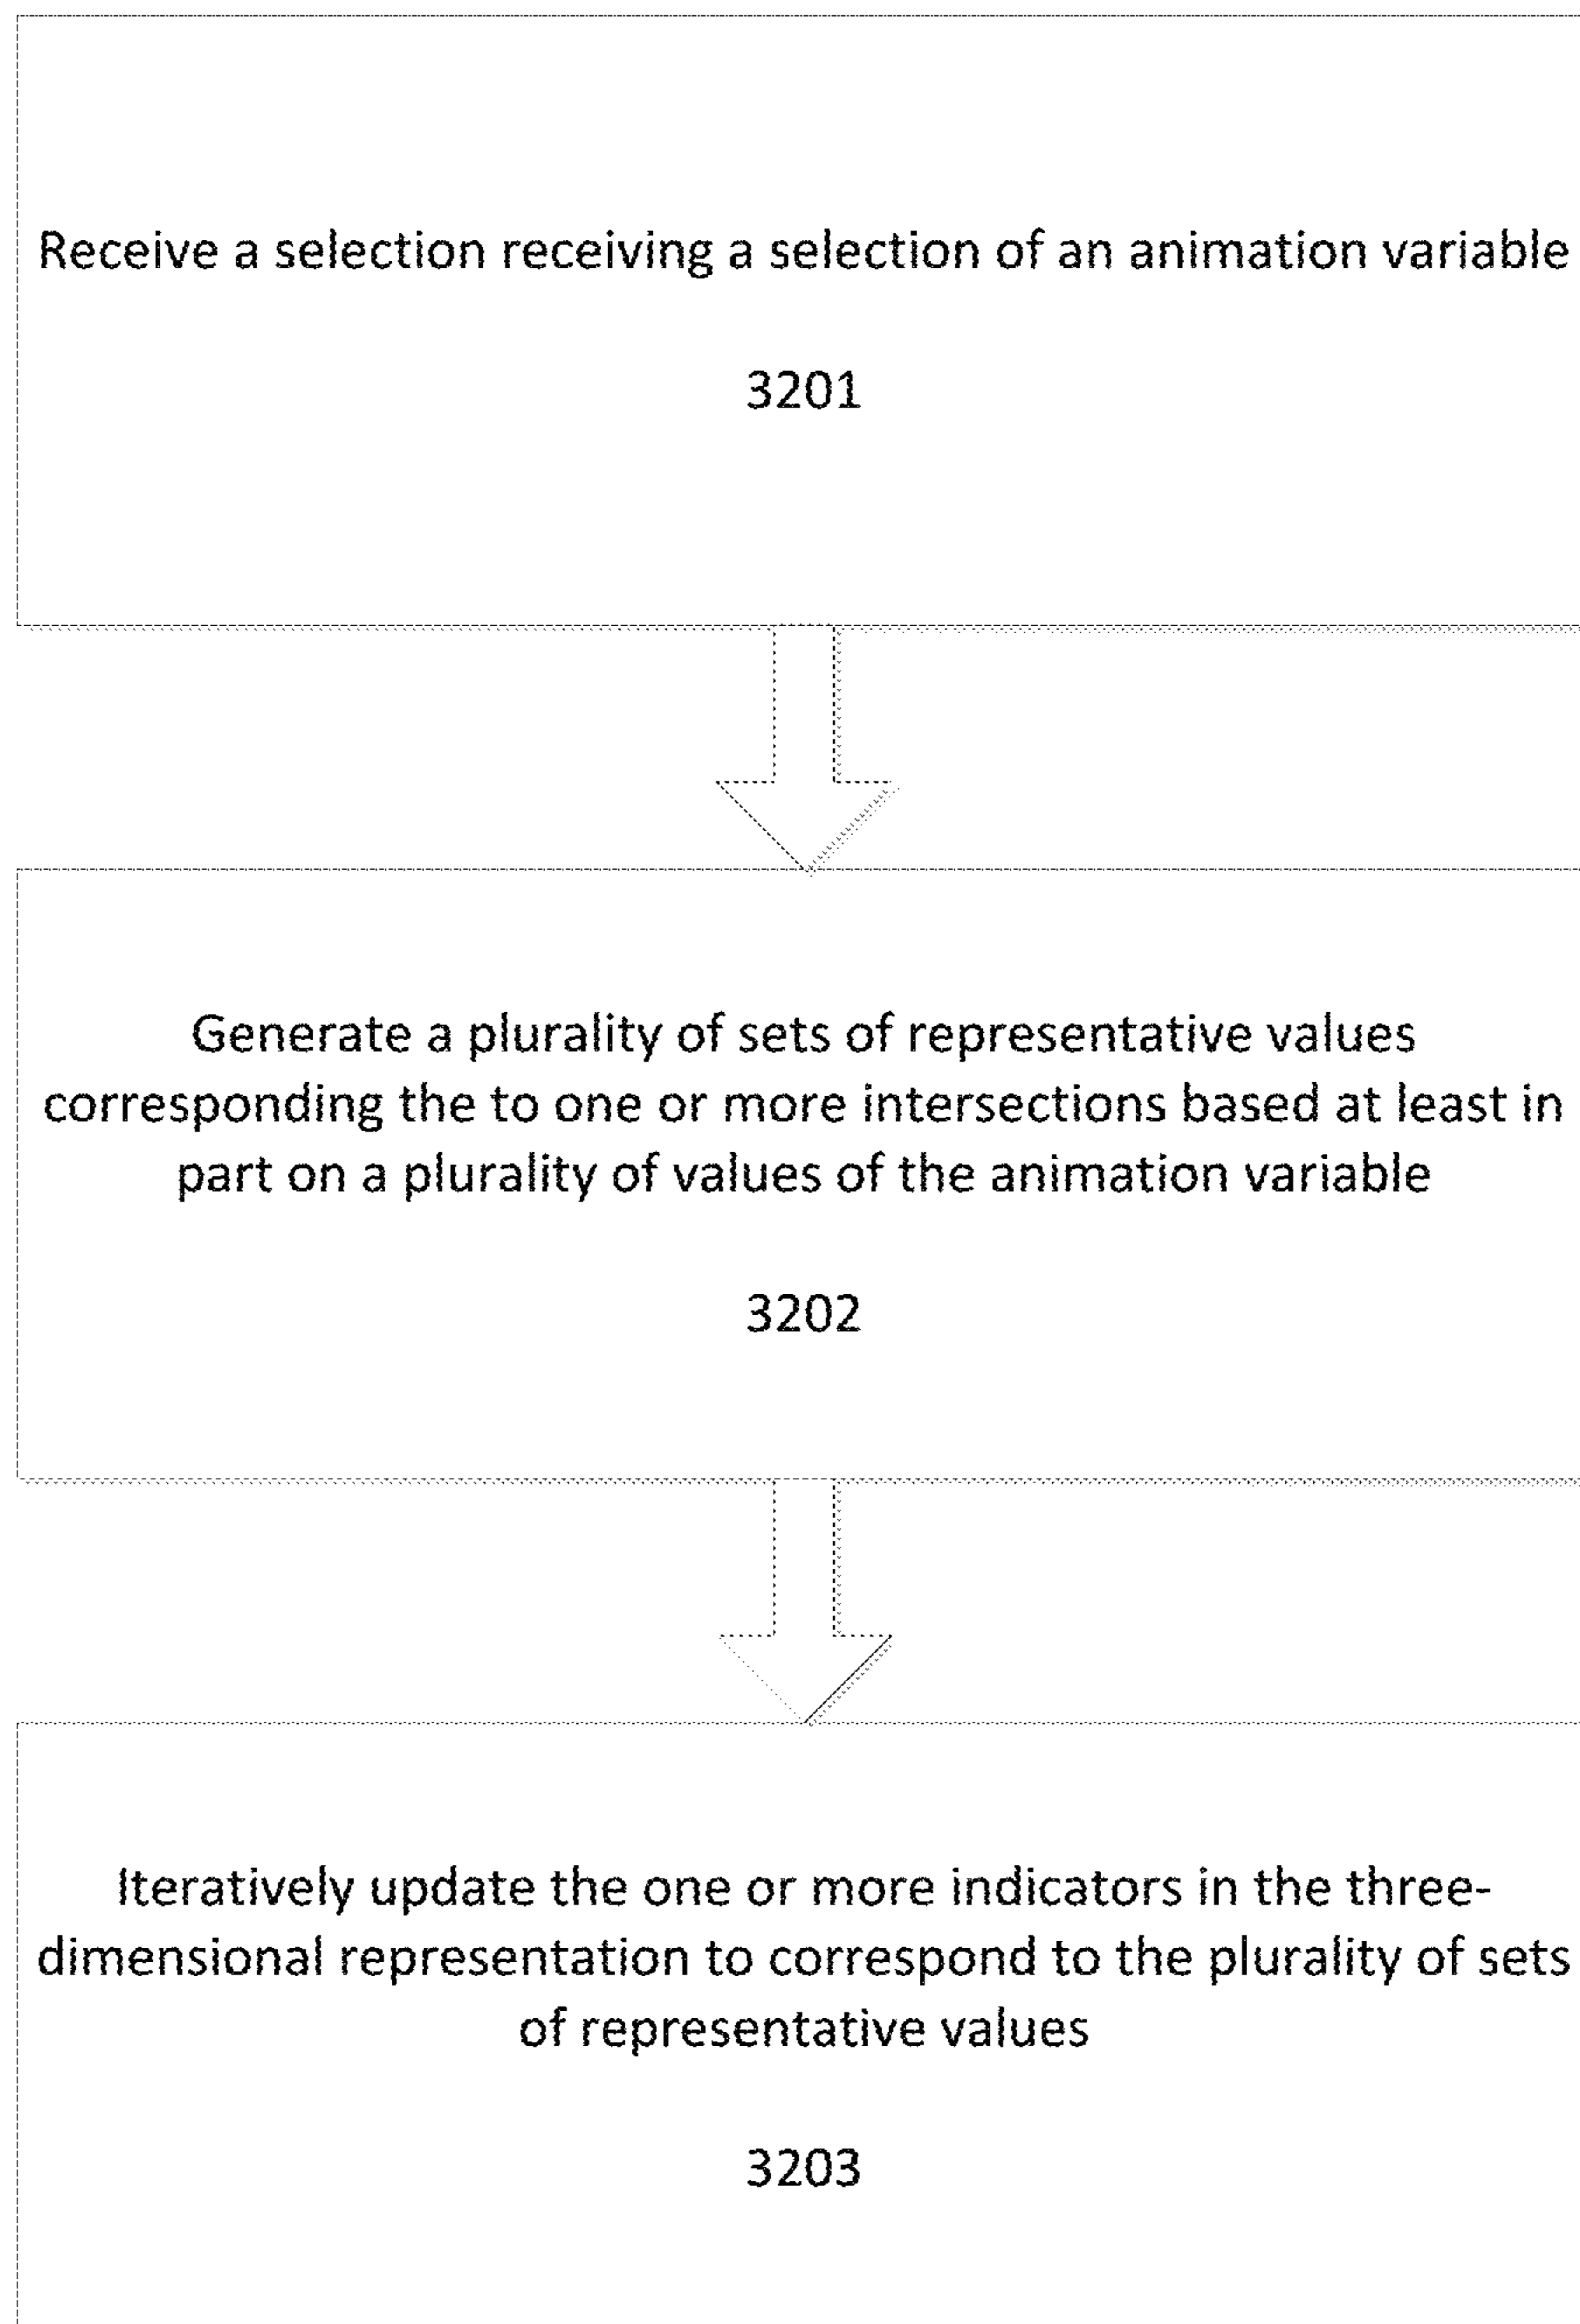 Receive a selection receiving a selection of an animation variable
3201
Generate a plurality of sets of representative values
corresponding the to one or more intersections based at least in
part on a plurality of values of the animation variable
3202
Iteratively update the one or more indicators in the three-
dimensional representation to correspond to the plurality of sets
of representative values
3203